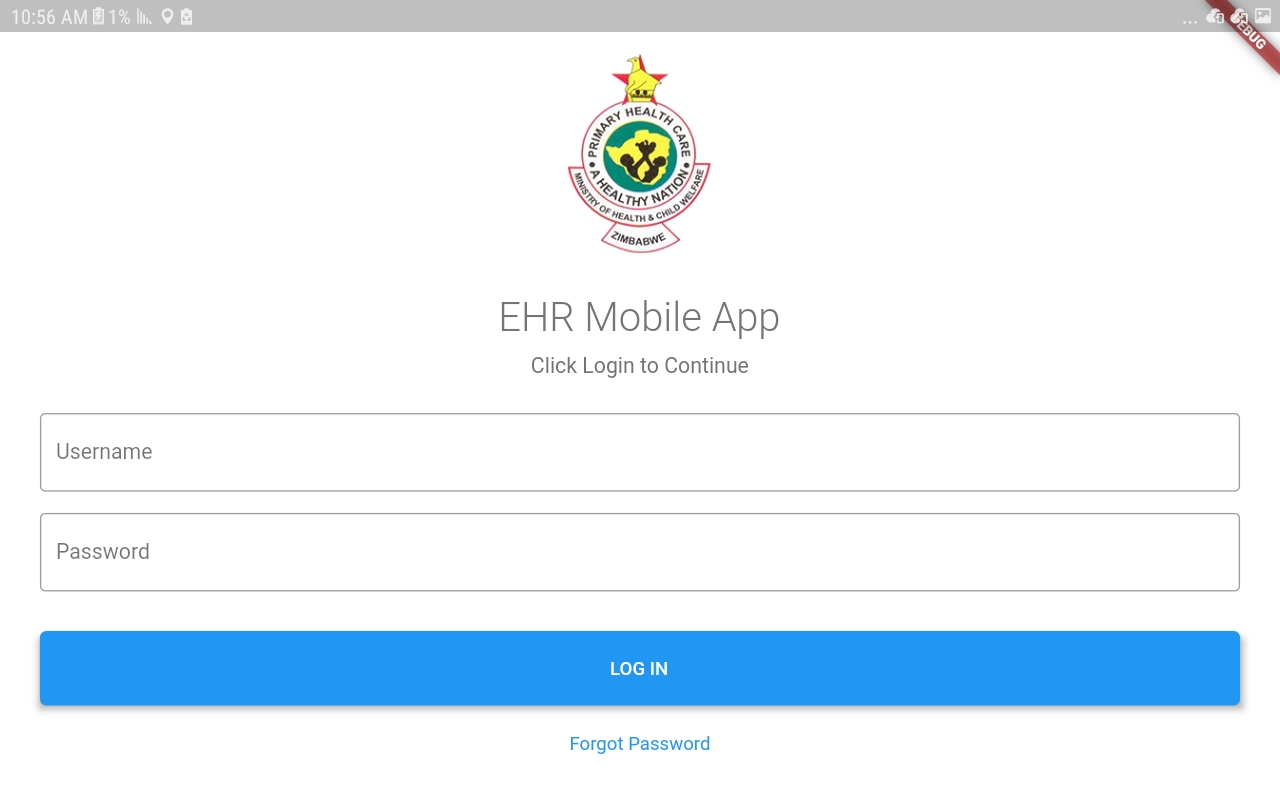 10:56 AM 1% ...
DEBUG
PRIMARY HEALTH CARE
A HEALTHY NATION
MINISTRY OF HEALTH & CHILD WELFARE
ZIMBABWE
EHR Mobile App
Click Login to Continue
Username
Password
LOG IN
Forgot Password